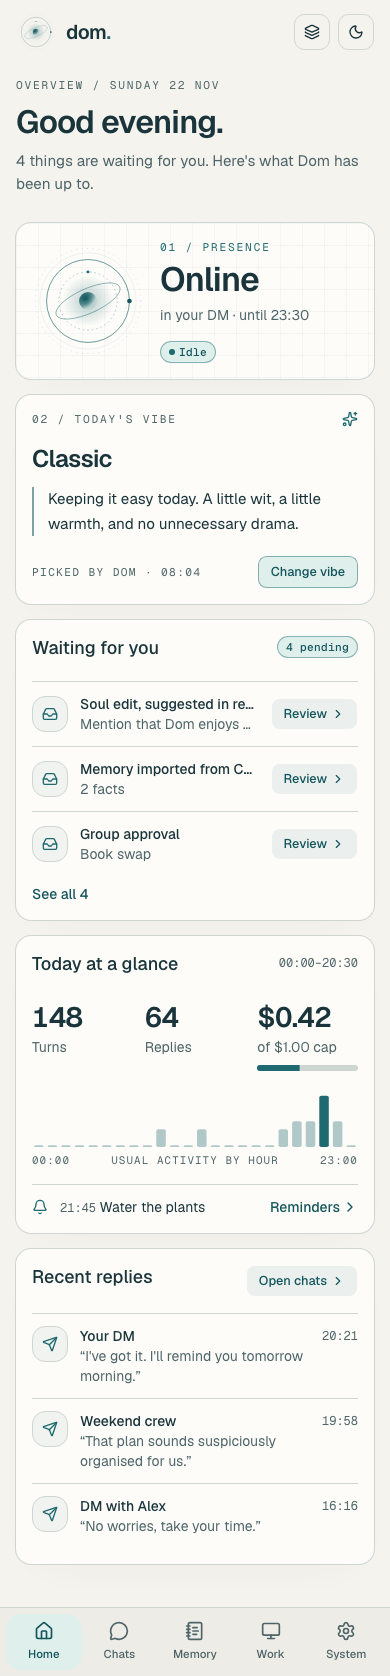 dom.
OVERVIEW / SUNDAY 22 NOV
Good evening.
4 things are waiting for you. Here's what Dom has
been up to.
01 / PRESENCE
Online
in your DM · until 23:30
Idle
02 / TODAY'S VIBE
Classic
Keeping it easy today. A little wit, a little
warmth, and no unnecessary drama.
PICKED BY DOM · 08:04
Change vibe
Waiting for you
4 pending
Soul edit, suggested in re…
Mention that Dom enjoys …
Review
Memory imported from C…
2 facts
Review
Group approval
Book swap
Review
See all 4
Today at a glance
00:00–20:30
148
Turns
64
Replies
$0.42
of $1.00 cap
00:00
USUAL ACTIVITY BY HOUR
23:00
21:45 Water the plants
Reminders
Recent replies
Open chats
Your DM
20:21
“I've got it. I'll remind you tomorrow
morning.”
Weekend crew
19:58
“That plan sounds suspiciously
organised for us.”
DM with Alex
16:16
“No worries, take your time.”
Home
Chats
Memory
Work
System